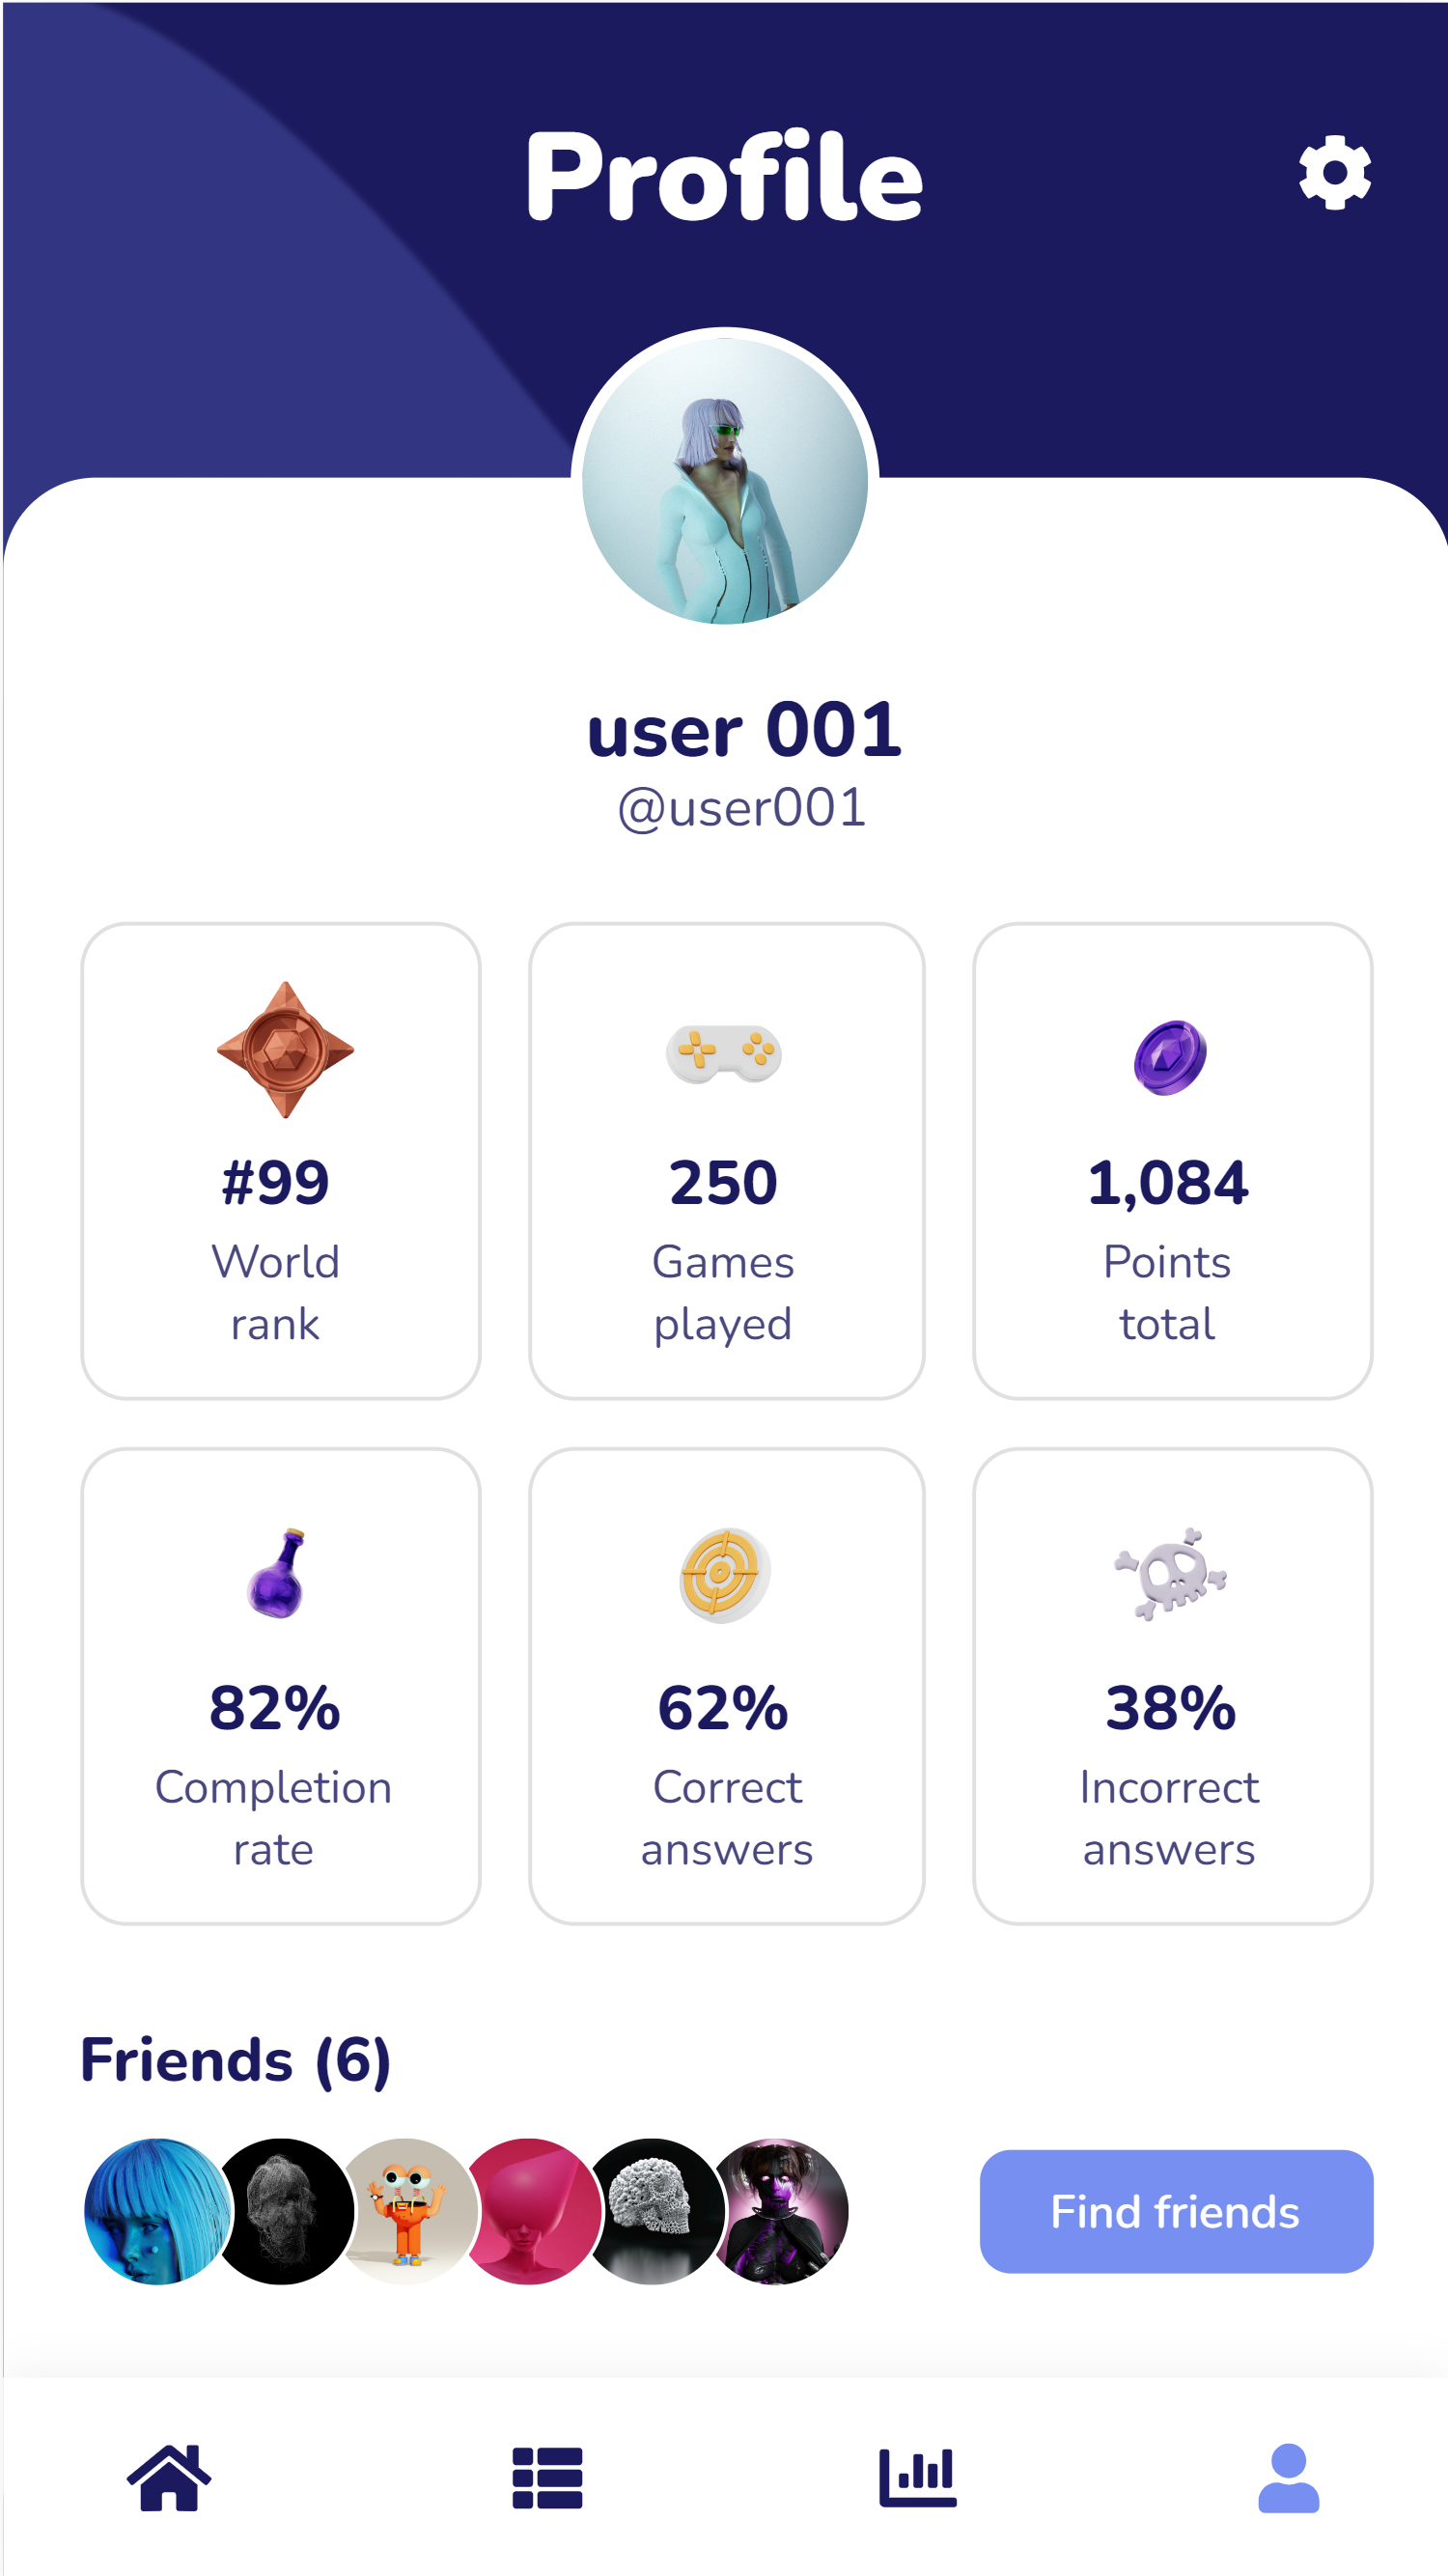 Profile
user 001
@user001
#99
World
rank
250
Games
played
1,084
Points
total
82%
Completion
rate
62%
Correct
answers
38%
Incorrect
answers
Friends (6)
Find friends